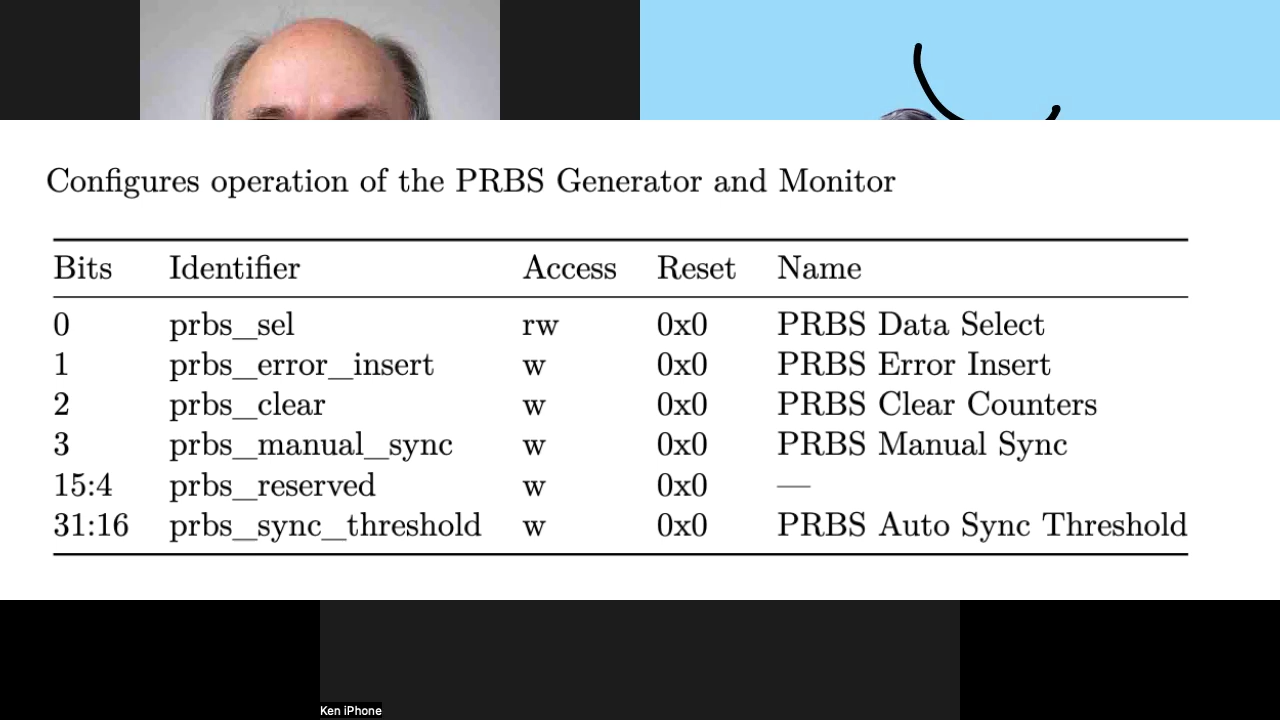 Configures operation of the PRBS Generator and Monitor
Bits Identifier Access Reset Name
0 prbs_sel rw 0x0 PRBS Data Select
1 prbs_error_insert w 0x0 PRBS Error Insert
2 prbs_clear w 0x0 PRBS Clear Counters
3 prbs_manual_sync w 0x0 PRBS Manual Sync
15:4 prbs_reserved w 0x0 —
31:16 prbs_sync_threshold w 0x0 PRBS Auto Sync Threshold
Ken iPhone